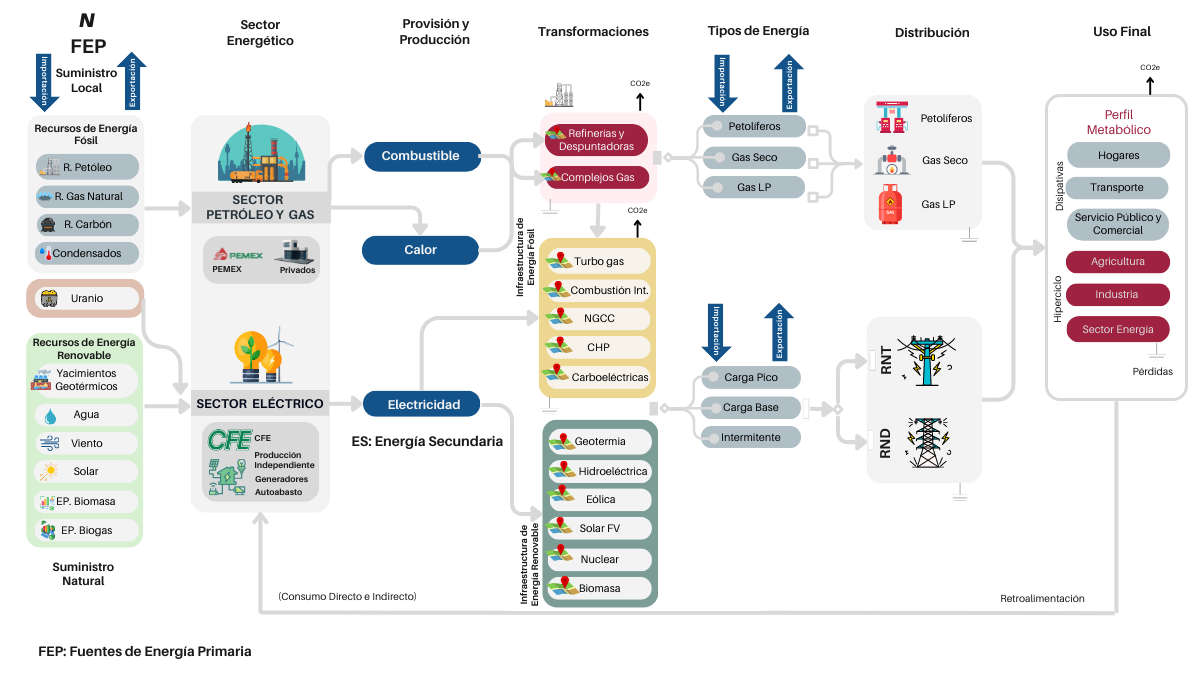 N
FEP
Importación
Suministro
Local
Exportación
Recursos de Energía
Fósil
R. Petóleo
R. Gas Natural
R. Carbón
Condensados
Uranio
Recursos de Energía
Renovable
Yacimientos
Geotérmicos
Agua
Viento
Solar
EP. Biomasa
EP. Biogas
Suministro
Natural
FEP: Fuentes de Energía Primaria
Sector
Energético
SECTOR
PETRÓLEO Y GAS
PEMEX
PEMEX
Privados
SECTOR ELÉCTRICO
CFE
CFE
Producción
Independiente
Generadores
Autoabasto
(Consumo Directo e Indirecto)
Provisión y
Producción
Combustible
Calor
Electricidad
ES: Energía Secundaria
Transformaciones
CO2e
Refinerias y
Despuntadoras
Complejos Gas
CO2e
Infraestructura de
Energía Fósil
Turbo gas
Combustión Int.
NGCC
CHP
Carboeléctricas
Infraestructura de
Energía Renovable
Geotermia
Hidroeléctrica
Eólica
Solar FV
Nuclear
Biomasa
Tipos de Energía
Importación
Exportación
Petolíferos
Gas Seco
Gas LP
Importación
Exportación
Carga Pico
Carga Base
Intermitente
Distribución
Petolíferos
Gas Seco
GAS
Gas LP
RNT
RND
Uso Final
CO2e
Perfil
Metabólico
Disipativas
Hogares
Transporte
Servicio Público y
Comercial
Hiperciclo
Agricultura
Industria
Sector Energía
Pérdidas
Retroalimentación